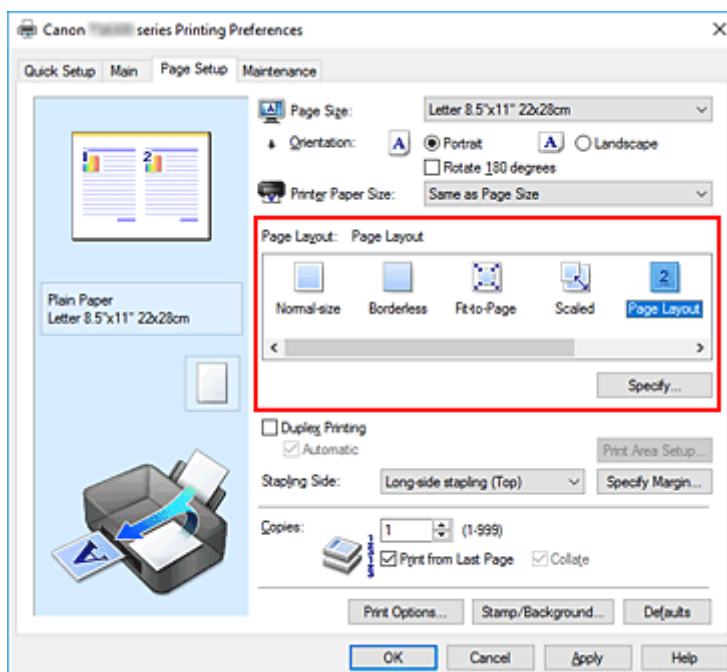 Canon series Printing Preferences
Quick Setup Main Page Setup Maintenance
Page Size: Letter 8.5"x11" 22x28cm
Orientation: A Portrait A Landscape
Rotate 180 degrees
Printer Paper Size: Same as Page Size
Page Layout: Page Layout
1 2
2
Normal-size Borderless Fit-to-Page Scaled Page Layout
Plain Paper
Letter 8.5"x11" 22x28cm
Specify...
Duplex Printing
Automatic
Print Area Setup...
Stapling Side: Long-side stapling (Top) Specify Margin...
Copies: 1 (1-999)
Print from Last Page Collate
A
Print Options... Stamp/Background... Defaults
OK Cancel Apply Help